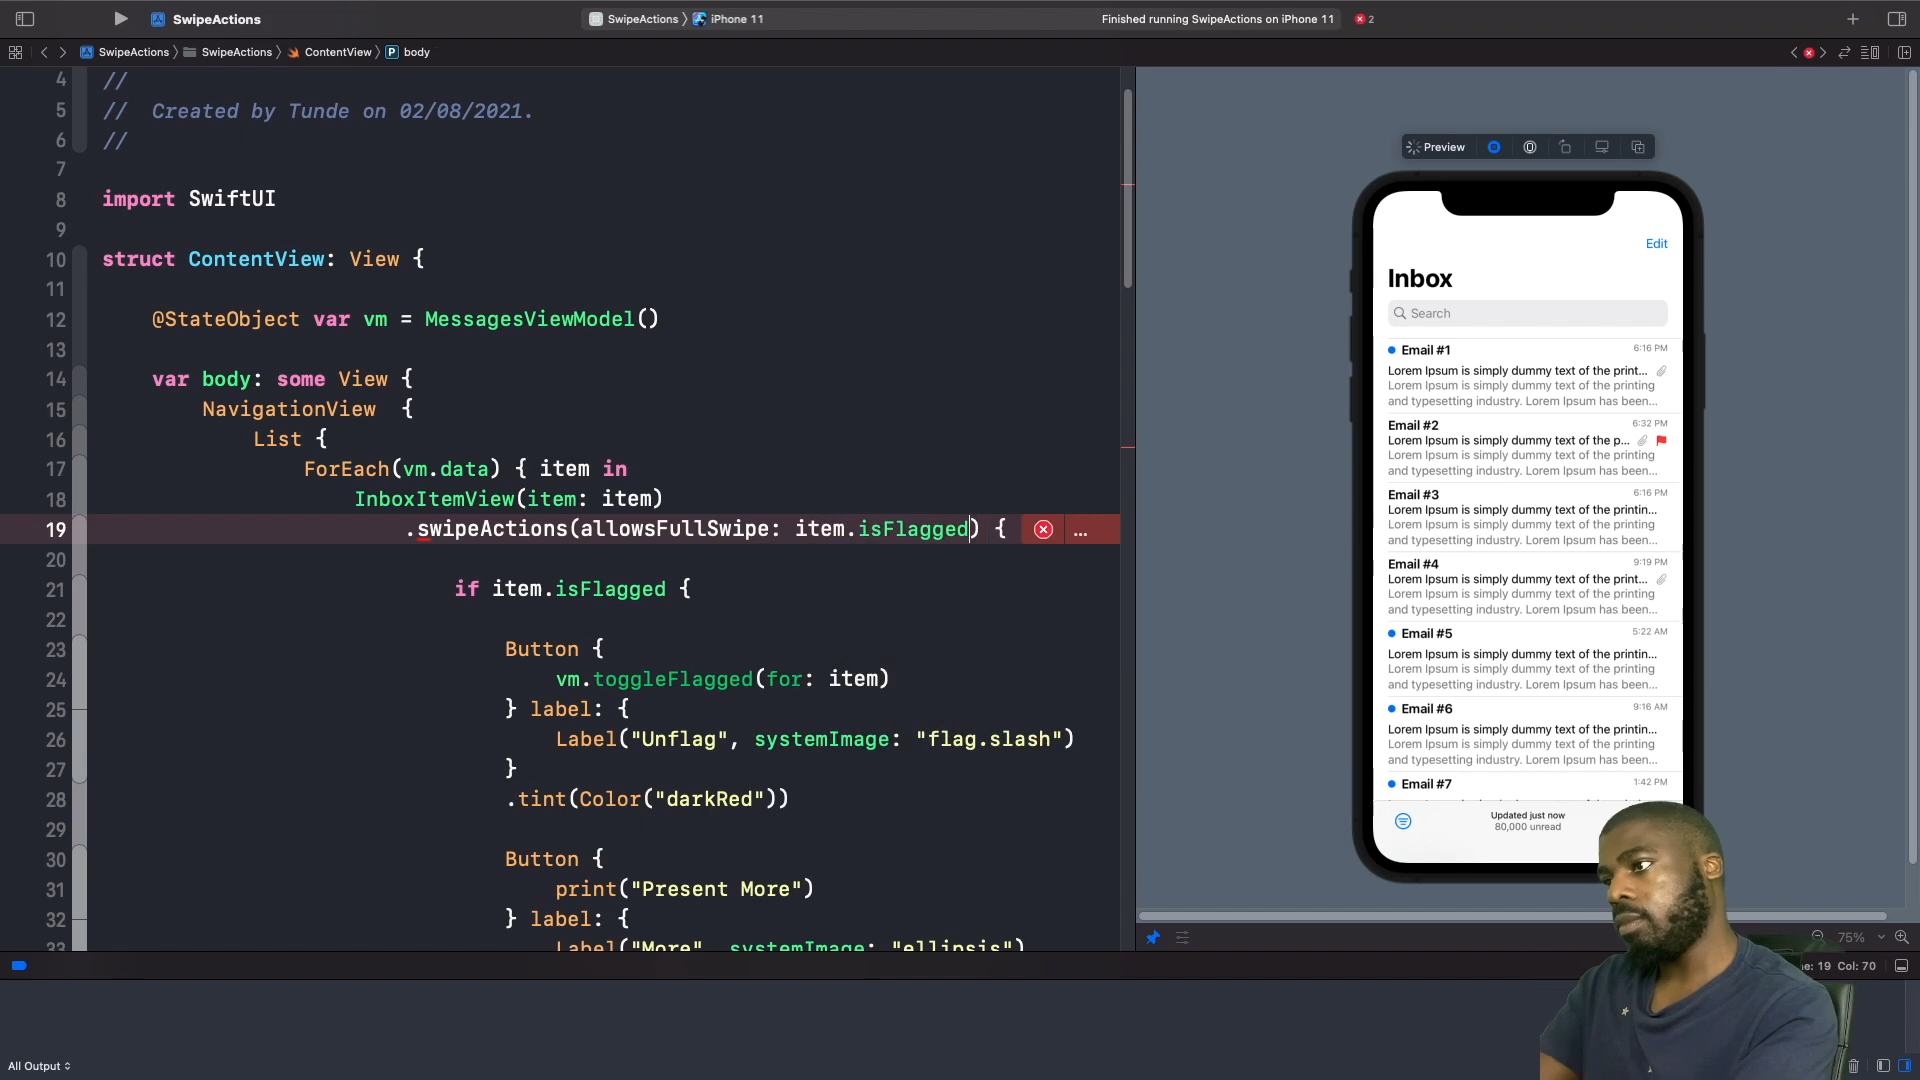 SwipeActions
SwipeActions iPhone 11
Finished running SwipeActions on iPhone 11
2
SwipeActions SwipeActions ContentView P body
4 //
5 // Created by Tunde on 02/08/2021.
6 //
7
8 import SwiftUI
9
10 struct ContentView: View {
11
12 @StateObject var vm = MessagesViewModel()
13
14 var body: some View {
15 NavigationView {
16 List {
17 ForEach(vm.data) { item in
18 InboxItemView(item: item)
19 .swipeActions(allowsFullSwipe: item.isFlagged) { ...
20
21 if item.isFlagged {
22
23 Button {
24 vm.toggleFlagged(for: item)
25 } label: {
26 Label("Unflag", systemImage: "flag.slash")
27 }
28 .tint(Color("darkRed"))
29
30 Button {
31 print("Present More")
32 } label: {
33 Label("More", systemImage: "ellipsis")
Preview
Edit
Inbox
Search
Email #1 6:16 PM
Lorem Ipsum is simply dummy text of the print...
Lorem Ipsum is simply dummy text of the printing
and typesetting industry. Lorem Ipsum has been...
Email #2 6:32 PM
Lorem Ipsum is simply dummy text of the p...
Lorem Ipsum is simply dummy text of the printing
and typesetting industry. Lorem Ipsum has been...
Email #3 6:16 PM
Lorem Ipsum is simply dummy text of the printin...
Lorem Ipsum is simply dummy text of the printing
and typesetting industry. Lorem Ipsum has been...
Email #4 9:19 PM
Lorem Ipsum is simply dummy text of the print...
Lorem Ipsum is simply dummy text of the printing
and typesetting industry. Lorem Ipsum has been...
Email #5 5:22 AM
Lorem Ipsum is simply dummy text of the printin...
Lorem Ipsum is simply dummy text of the printing
and typesetting industry. Lorem Ipsum has been...
Email #6 9:16 AM
Lorem Ipsum is simply dummy text of the printin...
Lorem Ipsum is simply dummy text of the printing
and typesetting industry. Lorem Ipsum has been...
Email #7 1:42 PM
Updated just now
80,000 unread
75%
19 Col: 70
All Output